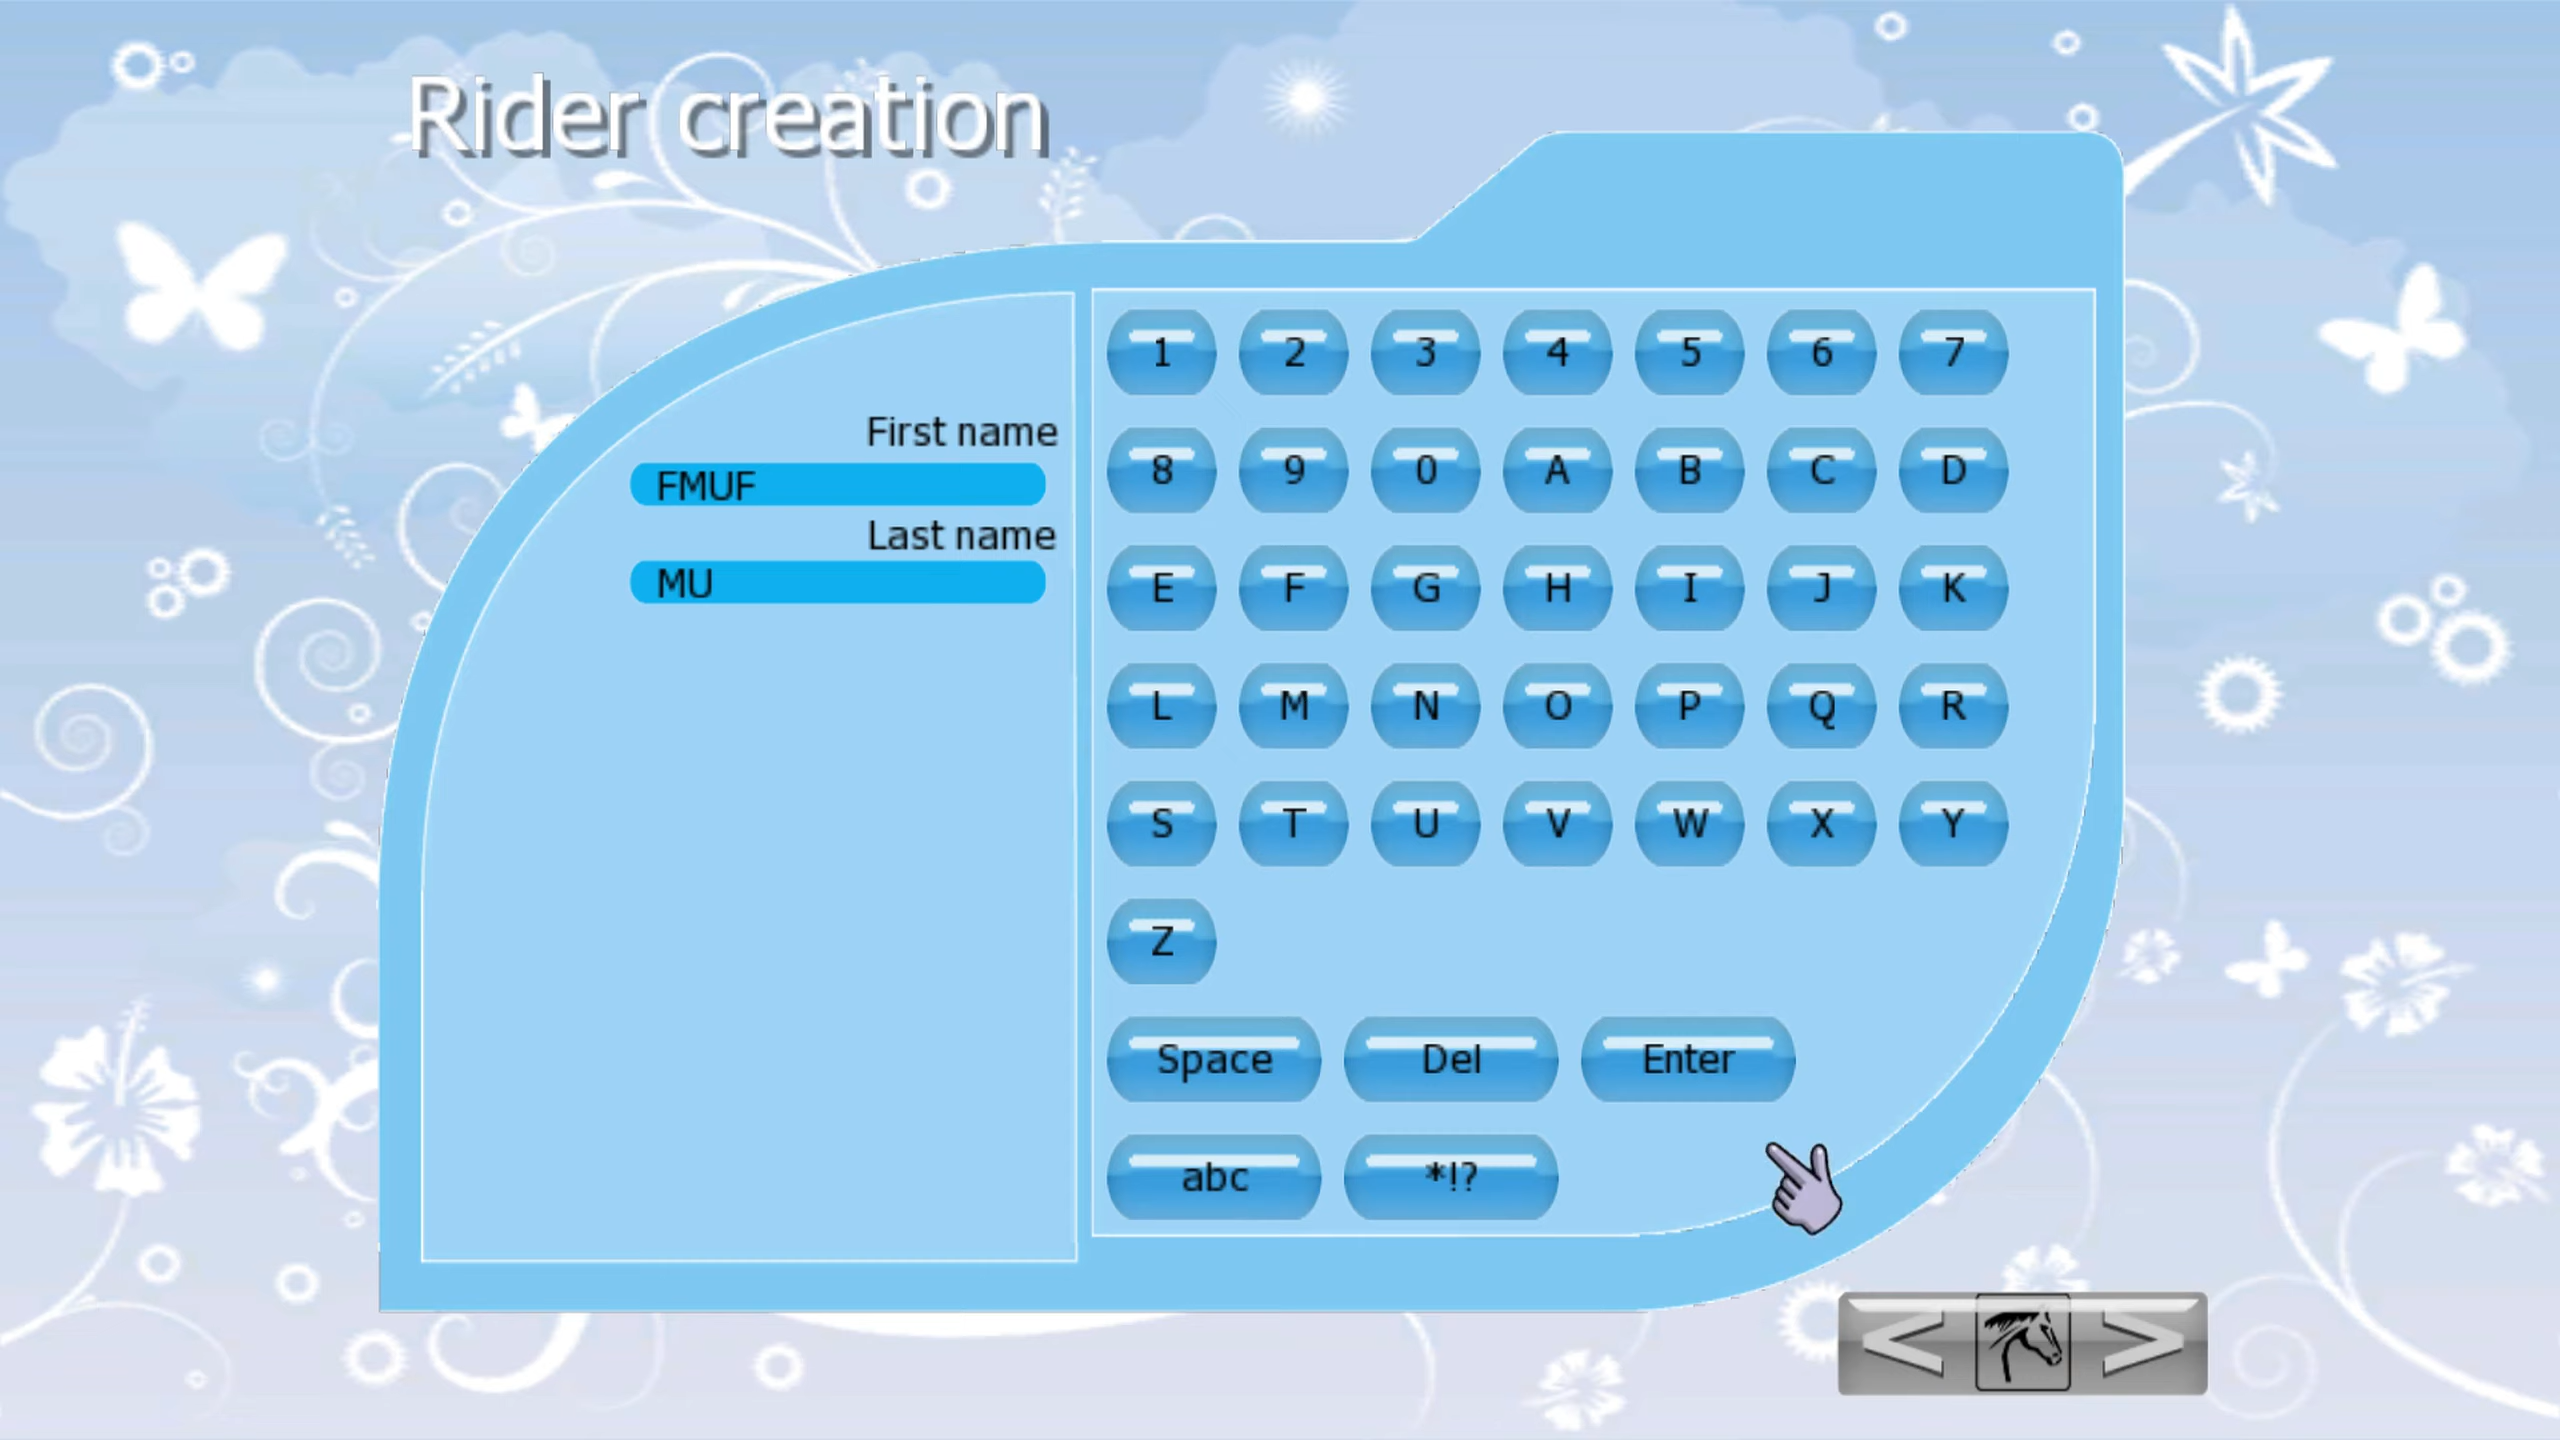 Rider creation
First name
FMUF
Last name
MU
1 2 3 4 5 6 7
8 9 0 A B C D
E F G H I J K
L M N O P Q R
S T U V W X Y
Z
Space Del Enter
abc *!?
< >